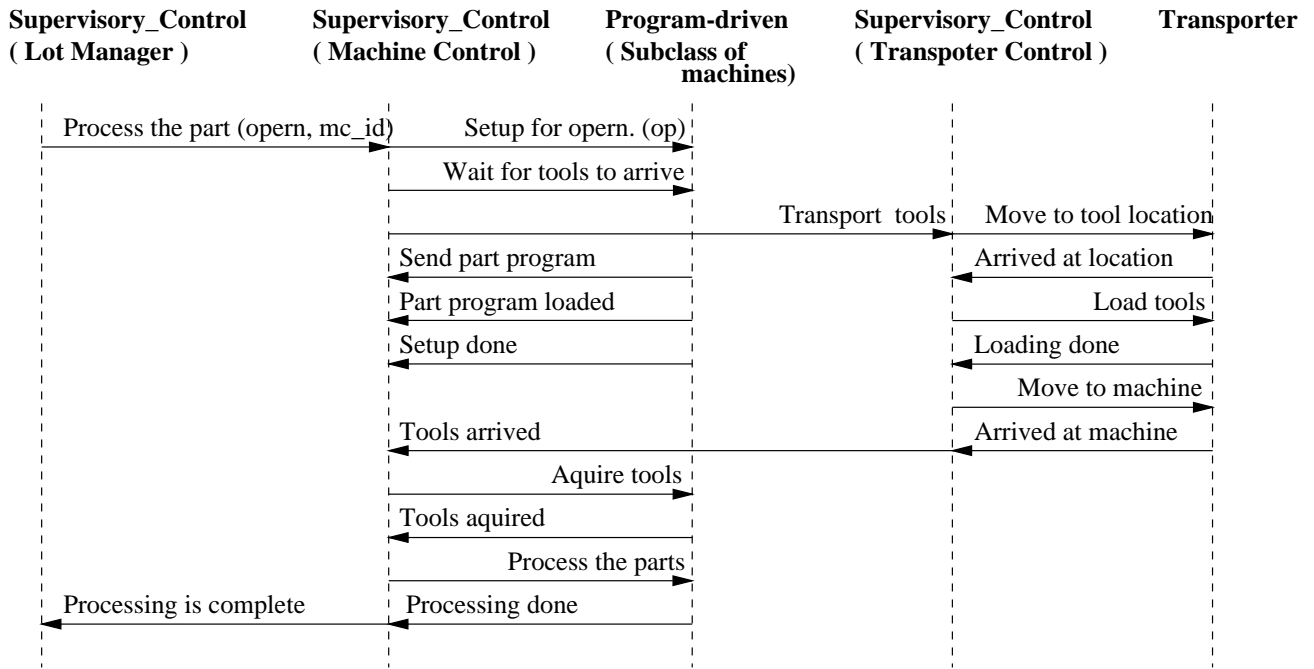 Supervisory_Control
( Lot Manager )
Supervisory_Control
( Machine Control )
Program-driven
( Subclass of
machines)
Supervisory_Control
( Transpoter Control )
Transporter
Process the part (opern, mc_id)
Setup for opern. (op)
Wait for tools to arrive
Transport tools
Move to tool location
Send part program
Arrived at location
Part program loaded
Load tools
Setup done
Loading done
Move to machine
Tools arrived
Arrived at machine
Aquire tools
Tools aquired
Process the parts
Processing is complete
Processing done